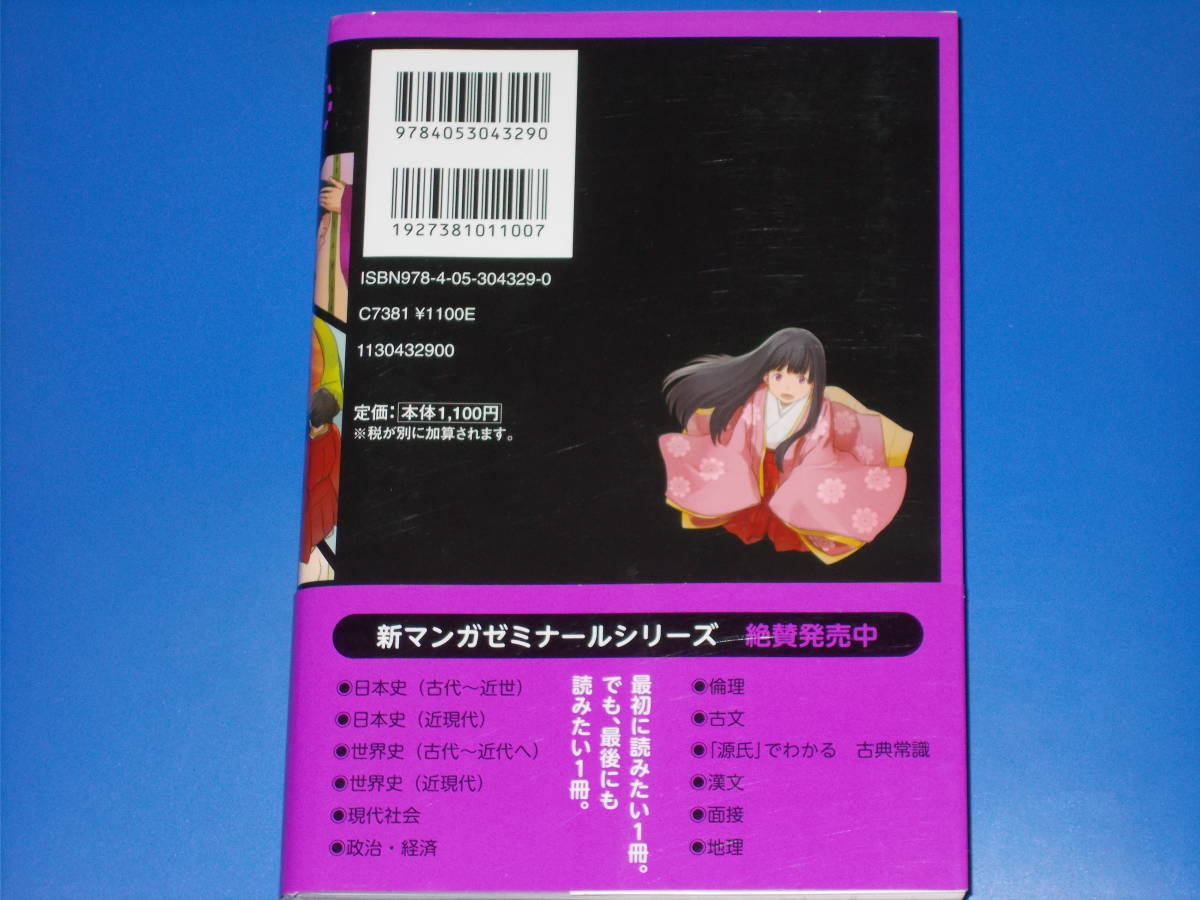 9784053043290
1927381011007
ISBN978-4-05-304329-0
C7381 ¥1100E
1130432900
定価：本体1,100円
※税が別に加算されます。
新マンガゼミナールシリーズ 絶賛発売中
◉日本史（古代～近世）
◉日本史（近現代）
◉世界史（古代～近代へ）
◉世界史（近現代）
◉現代社会
◉政治・経済
最初に読みたい1冊。
でも、最後にも
読みたい1冊。
◉倫理
◉古文
◉「源氏」でわかる 古典常識
◉漢文
◉面接
◉地理